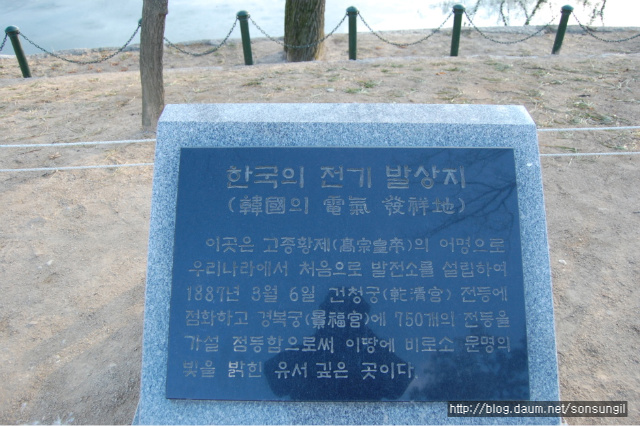 한국의 전기 발상지
(韓國의 電氣 發祥地)
이곳은 고종황제(高宗皇帝)의 어명으로
우리나라에서 처음으로 발전소를 설립하여
1887년 3월 6일 건청궁(乾淸宮) 전등에
점화하고 경복궁(景福宮)에 750개의 전등을
가설 점등함으로써 이땅에 비로소 문명의
빛을 밝힌 유서 깊은 곳이다.
http://blog.daum.net/sonsungil